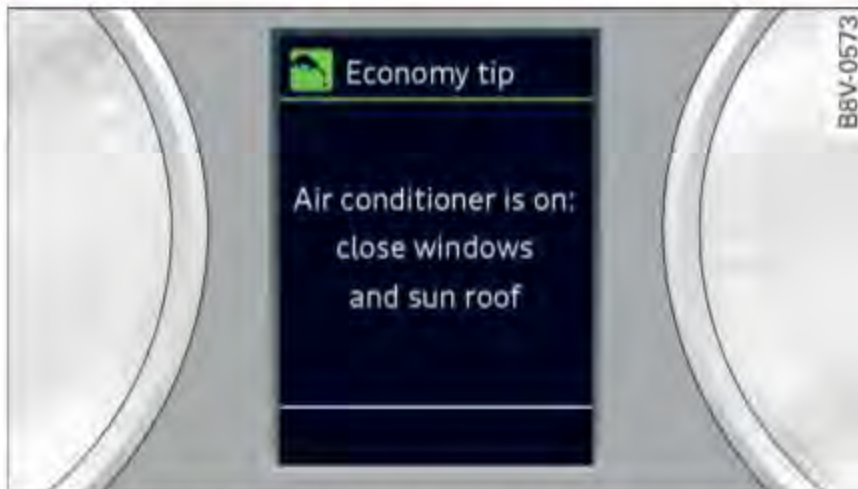 Economy tip
Air conditioner is on:
close windows
and sun roof
B8V-0573